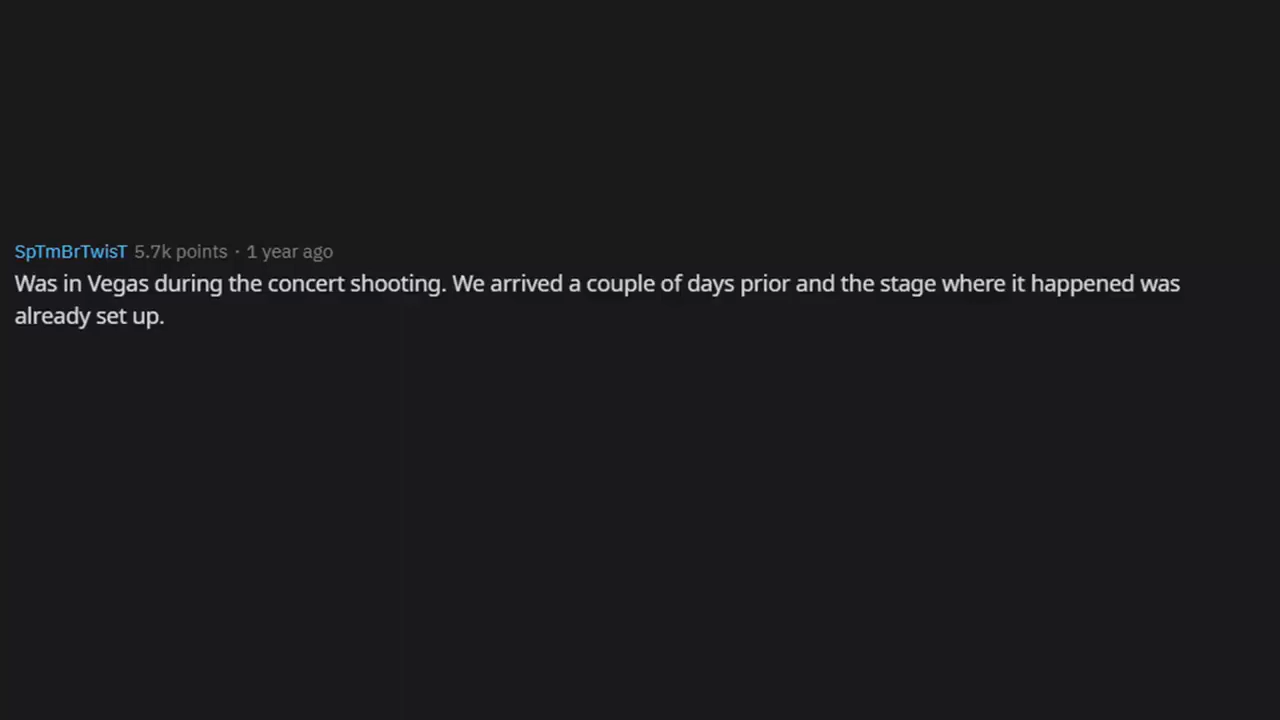 SpTmBrTwisT 5.7k points · 1 year ago
Was in Vegas during the concert shooting. We arrived a couple of days prior and the stage where it happened was
already set up.